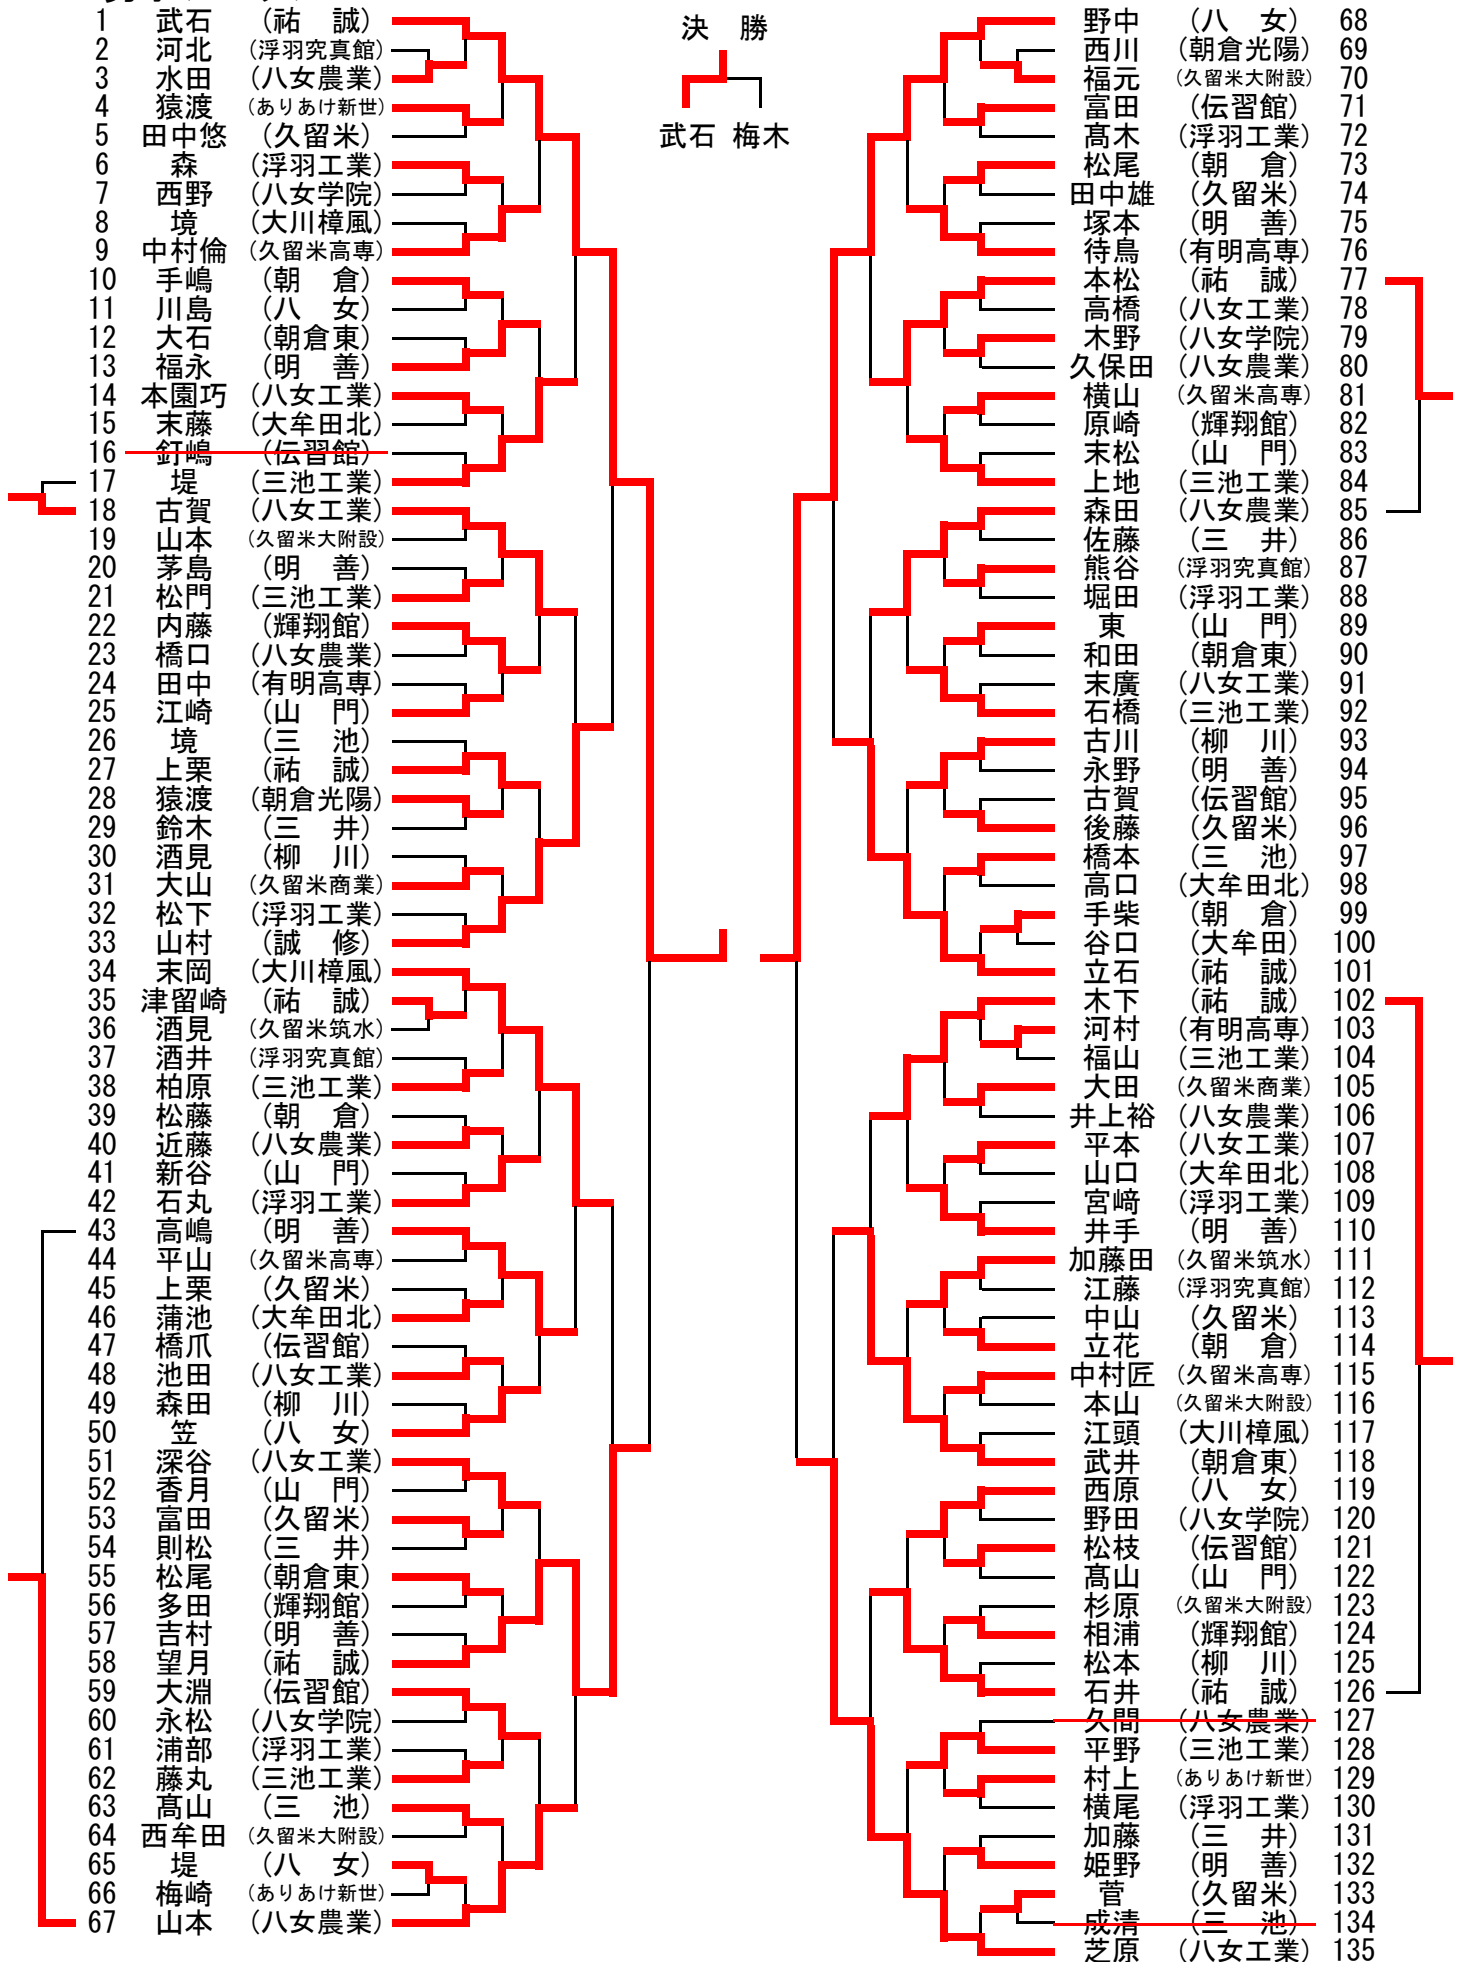 1 武石 (祐　誠)
2 河北 (浮羽究真館)
3 水田 (八女農業)
4 猿渡 (ありあけ新世)
5 田中悠 (久留米)
6 森 (浮羽工業)
7 西野 (八女学院)
8 境 (大川樟風)
9 中村倫 (久留米高専)
10 手嶋 (朝　倉)
11 川島 (八　女)
12 大石 (朝倉東)
13 福永 (明　善)
14 本園巧 (八女工業)
15 末藤 (大牟田北)
16 釘嶋 (伝習館)
17 堤 (三池工業)
18 古賀 (八女工業)
19 山本 (久留米大附設)
20 茅島 (明　善)
21 松門 (三池工業)
22 内藤 (輝翔館)
23 橋口 (八女農業)
24 田中 (有明高専)
25 江崎 (山　門)
26 境 (三　池)
27 上栗 (祐　誠)
28 猿渡 (朝倉光陽)
29 鈴木 (三　井)
30 酒見 (柳　川)
31 大山 (久留米商業)
32 松下 (浮羽工業)
33 山村 (誠　修)
34 末岡 (大川樟風)
35 津留崎 (祐　誠)
36 酒見 (久留米筑水)
37 酒井 (浮羽究真館)
38 柏原 (三池工業)
39 松藤 (朝　倉)
40 近藤 (八女農業)
41 新谷 (山　門)
42 石丸 (浮羽工業)
43 高嶋 (明　善)
44 平山 (久留米高専)
45 上栗 (久留米)
46 蒲池 (大牟田北)
47 橋爪 (伝習館)
48 池田 (八女工業)
49 森田 (柳　川)
50 笠 (八　女)
51 深谷 (八女工業)
52 香月 (山　門)
53 富田 (久留米)
54 則松 (三　井)
55 松尾 (朝倉東)
56 多田 (輝翔館)
57 吉村 (明　善)
58 望月 (祐　誠)
59 大淵 (伝習館)
60 永松 (八女学院)
61 浦部 (浮羽工業)
62 藤丸 (三池工業)
63 髙山 (三　池)
64 西牟田 (久留米大附設)
65 堤 (八　女)
66 梅崎 (ありあけ新世)
67 山本 (八女農業)
決　勝
武石 梅木
野中 (八　女) 68
西川 (朝倉光陽) 69
福元 (久留米大附設) 70
富田 (伝習館) 71
髙木 (浮羽工業) 72
松尾 (朝　倉) 73
田中雄 (久留米) 74
塚本 (明　善) 75
待鳥 (有明高専) 76
本松 (祐　誠) 77
高橋 (八女工業) 78
木野 (八女学院) 79
久保田 (八女農業) 80
横山 (久留米高専) 81
原崎 (輝翔館) 82
末松 (山　門) 83
上地 (三池工業) 84
森田 (八女農業) 85
佐藤 (三　井) 86
熊谷 (浮羽究真館) 87
堀田 (浮羽工業) 88
東 (山　門) 89
和田 (朝倉東) 90
末廣 (八女工業) 91
石橋 (三池工業) 92
古川 (柳　川) 93
永野 (明　善) 94
古賀 (伝習館) 95
後藤 (久留米) 96
橋本 (三　池) 97
高口 (大牟田北) 98
手柴 (朝　倉) 99
谷口 (大牟田) 100
立石 (祐　誠) 101
木下 (祐　誠) 102
河村 (有明高専) 103
福山 (三池工業) 104
大田 (久留米商業) 105
井上裕 (八女農業) 106
平本 (八女工業) 107
山口 (大牟田北) 108
宮﨑 (浮羽工業) 109
井手 (明　善) 110
加藤田 (久留米筑水) 111
江藤 (浮羽究真館) 112
中山 (久留米) 113
立花 (朝　倉) 114
中村匠 (久留米高専) 115
本山 (久留米大附設) 116
江頭 (大川樟風) 117
武井 (朝倉東) 118
西原 (八　女) 119
野田 (八女学院) 120
松枝 (伝習館) 121
髙山 (山　門) 122
杉原 (久留米大附設) 123
相浦 (輝翔館) 124
松本 (柳　川) 125
石井 (祐　誠) 126
久間 (八女農業) 127
平野 (三池工業) 128
村上 (ありあけ新世) 129
横尾 (浮羽工業) 130
加藤 (三　井) 131
姫野 (明　善) 132
菅 (久留米) 133
成清 (三　池) 134
芝原 (八女工業) 135